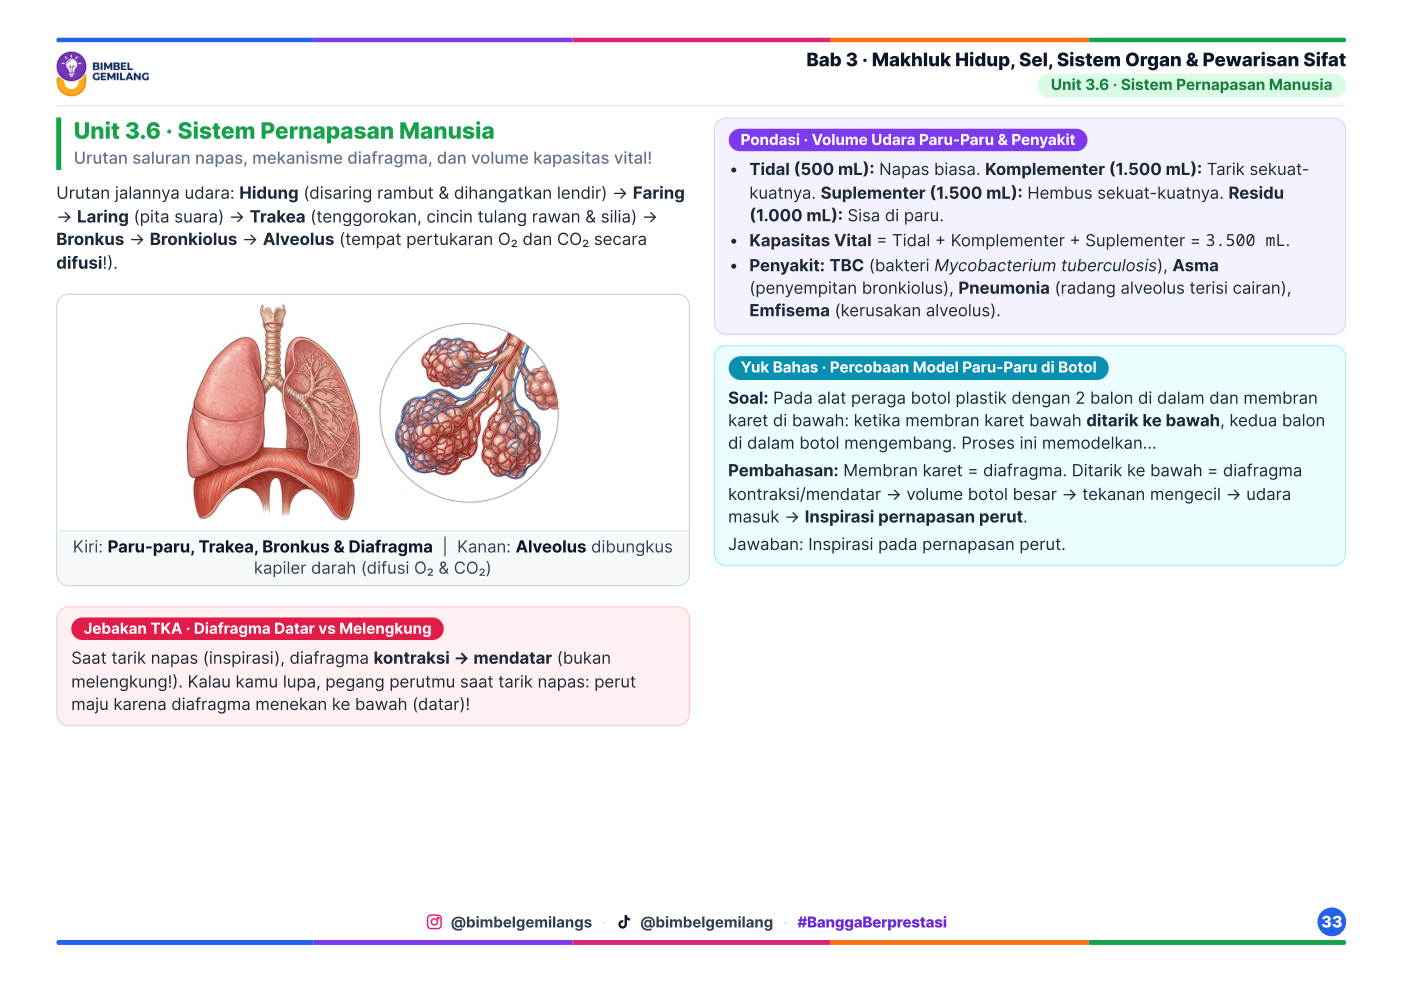 BIMBEL
GEMILANG
Bab 3 · Makhluk Hidup, Sel, Sistem Organ & Pewarisan Sifat
Unit 3.6 · Sistem Pernapasan Manusia
Unit 3.6 · Sistem Pernapasan Manusia
Urutan saluran napas, mekanisme diafragma, dan volume kapasitas vital!
Urutan jalannya udara: Hidung (disaring rambut & dihangatkan lendir) → Faring
→ Laring (pita suara) → Trakea (tenggorokan, cincin tulang rawan & silia) →
Bronkus → Bronkiolus → Alveolus (tempat pertukaran O₂ dan CO₂ secara
difusi!).
Kiri: Paru-paru, Trakea, Bronkus & Diafragma | Kanan: Alveolus dibungkus
kapiler darah (difusi O₂ & CO₂)
Jebakan TKA · Diafragma Datar vs Melengkung
Saat tarik napas (inspirasi), diafragma kontraksi → mendatar (bukan
melengkung!). Kalau kamu lupa, pegang perutmu saat tarik napas: perut
maju karena diafragma menekan ke bawah (datar)!
Pondasi · Volume Udara Paru-Paru & Penyakit
• Tidal (500 mL): Napas biasa. Komplementer (1.500 mL): Tarik sekuat-
kuatnya. Suplementer (1.500 mL): Hembus sekuat-kuatnya. Residu
(1.000 mL): Sisa di paru.
• Kapasitas Vital = Tidal + Komplementer + Suplementer = 3.500 mL.
• Penyakit: TBC (bakteri Mycobacterium tuberculosis), Asma
(penyempitan bronkiolus), Pneumonia (radang alveolus terisi cairan),
Emfisema (kerusakan alveolus).
Yuk Bahas · Percobaan Model Paru-Paru di Botol
Soal: Pada alat peraga botol plastik dengan 2 balon di dalam dan membran
karet di bawah: ketika membran karet bawah ditarik ke bawah, kedua balon
di dalam botol mengembang. Proses ini memodelkan...
Pembahasan: Membran karet = diafragma. Ditarik ke bawah = diafragma
kontraksi/mendatar → volume botol besar → tekanan mengecil → udara
masuk → Inspirasi pernapasan perut.
Jawaban: Inspirasi pada pernapasan perut.
@bimbelgemilangs · @bimbelgemilang · #BanggaBerprestasi
33